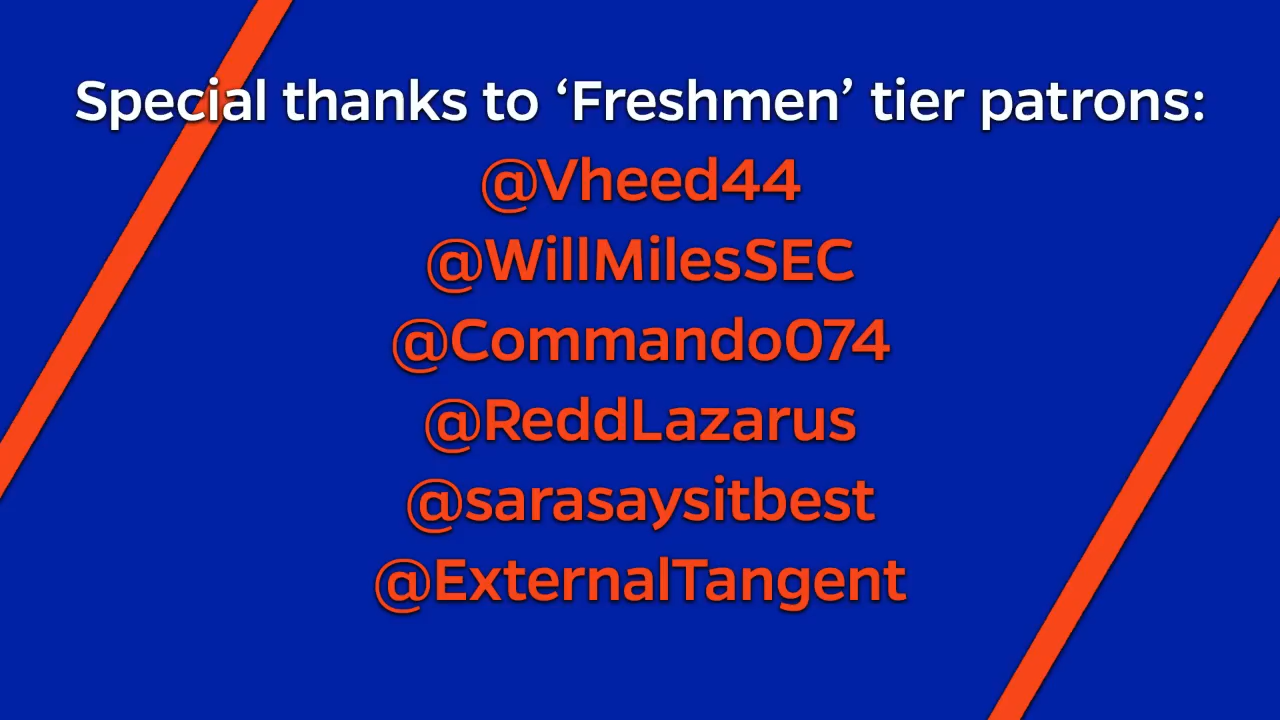 Special thanks to ‘Freshmen’ tier patrons:
@Vheed44
@WillMilesSEC
@Commando074
@ReddLazarus
@sarasaysitbest
@ExternalTangent